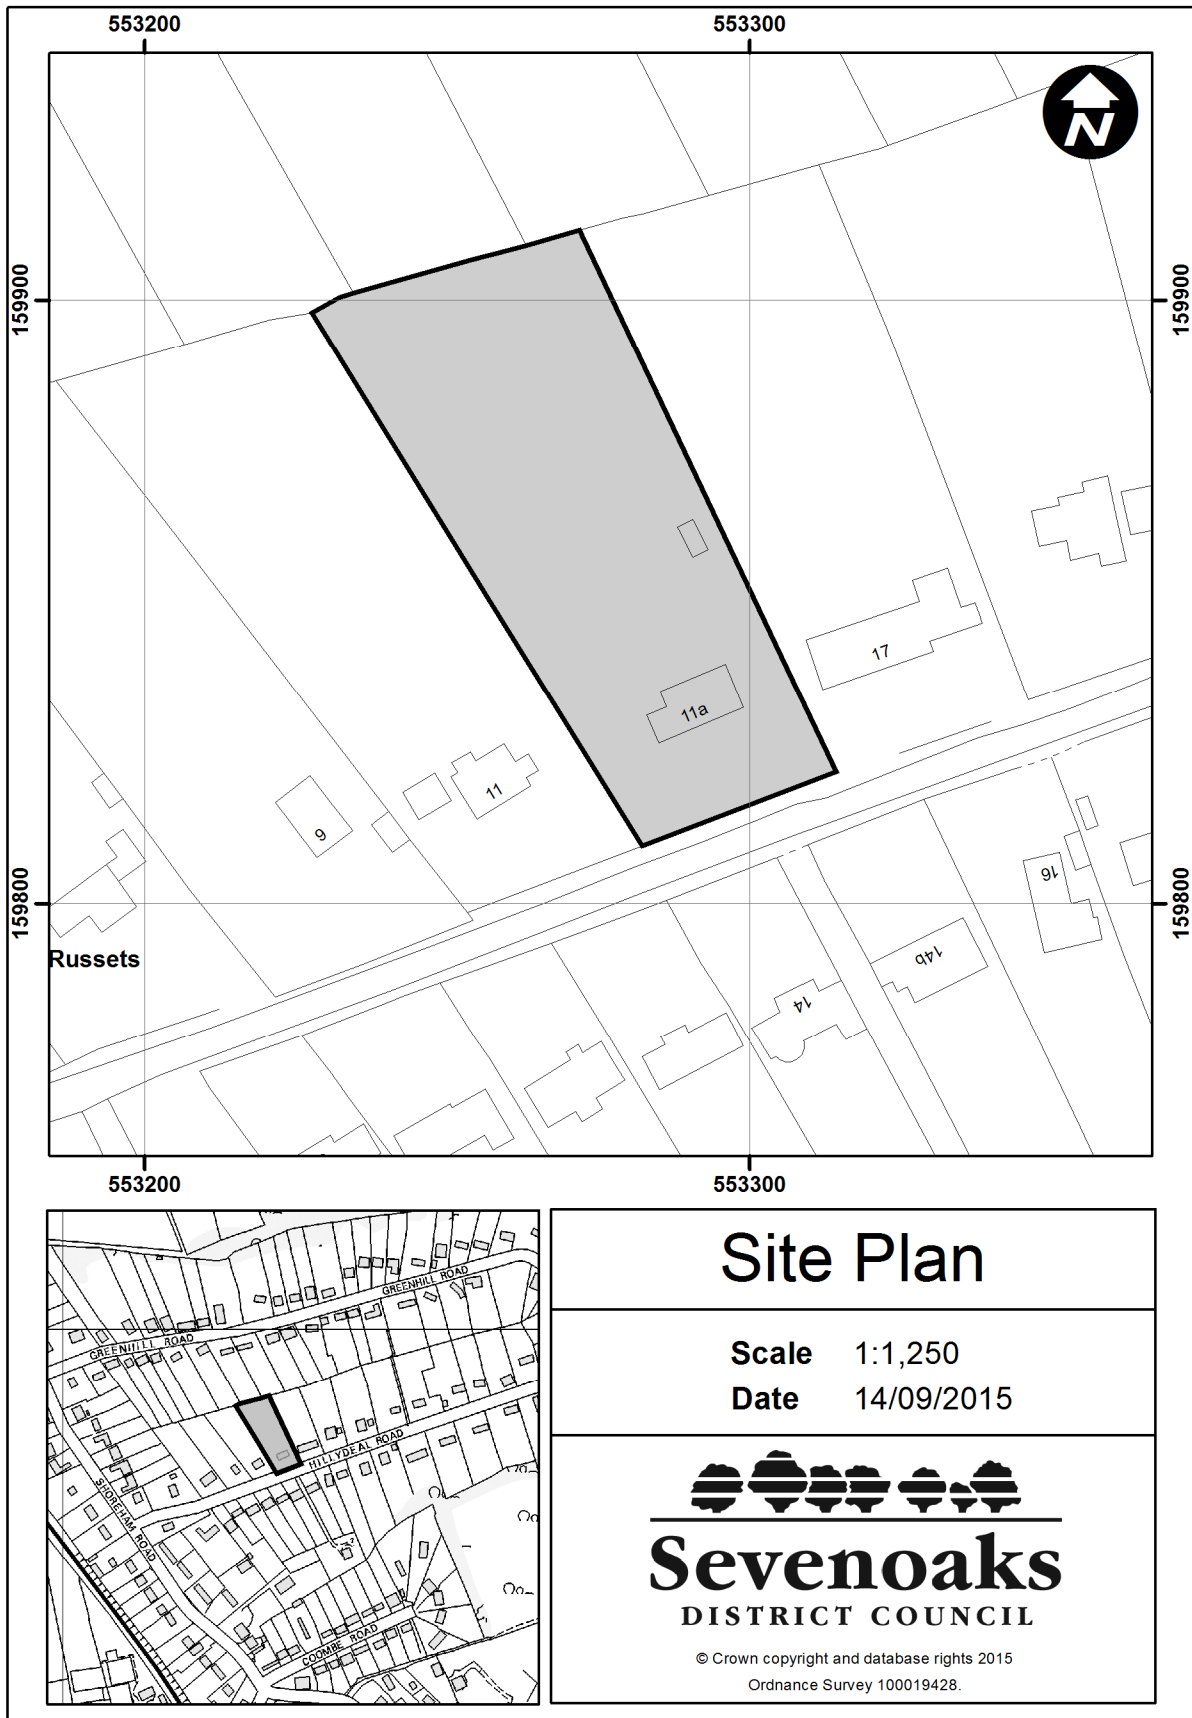 553200 553300
N
159900 159900
17
11a
11
9
16
159800 159800
14b
Russets
14
553200 553300
GREENHILL ROAD
GREENHILL ROAD
HILLYDEAL ROAD
SHOREHAM ROAD
COOMBE ROAD
Site Plan
Scale 1:1,250
Date 14/09/2015
Sevenoaks
DISTRICT COUNCIL
© Crown copyright and database rights 2015
Ordnance Survey 100019428.